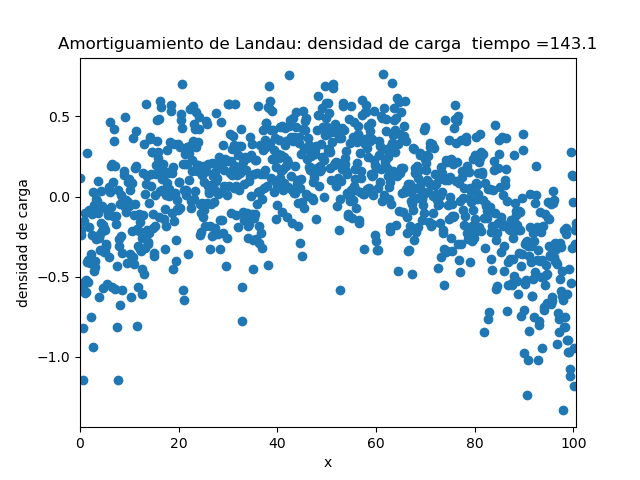 Amortiguamiento de Landau: densidad de carga  tiempo =143.1
densidad de carga
0.5
0.0
−0.5
−1.0
0 20 40 60 80 100
x